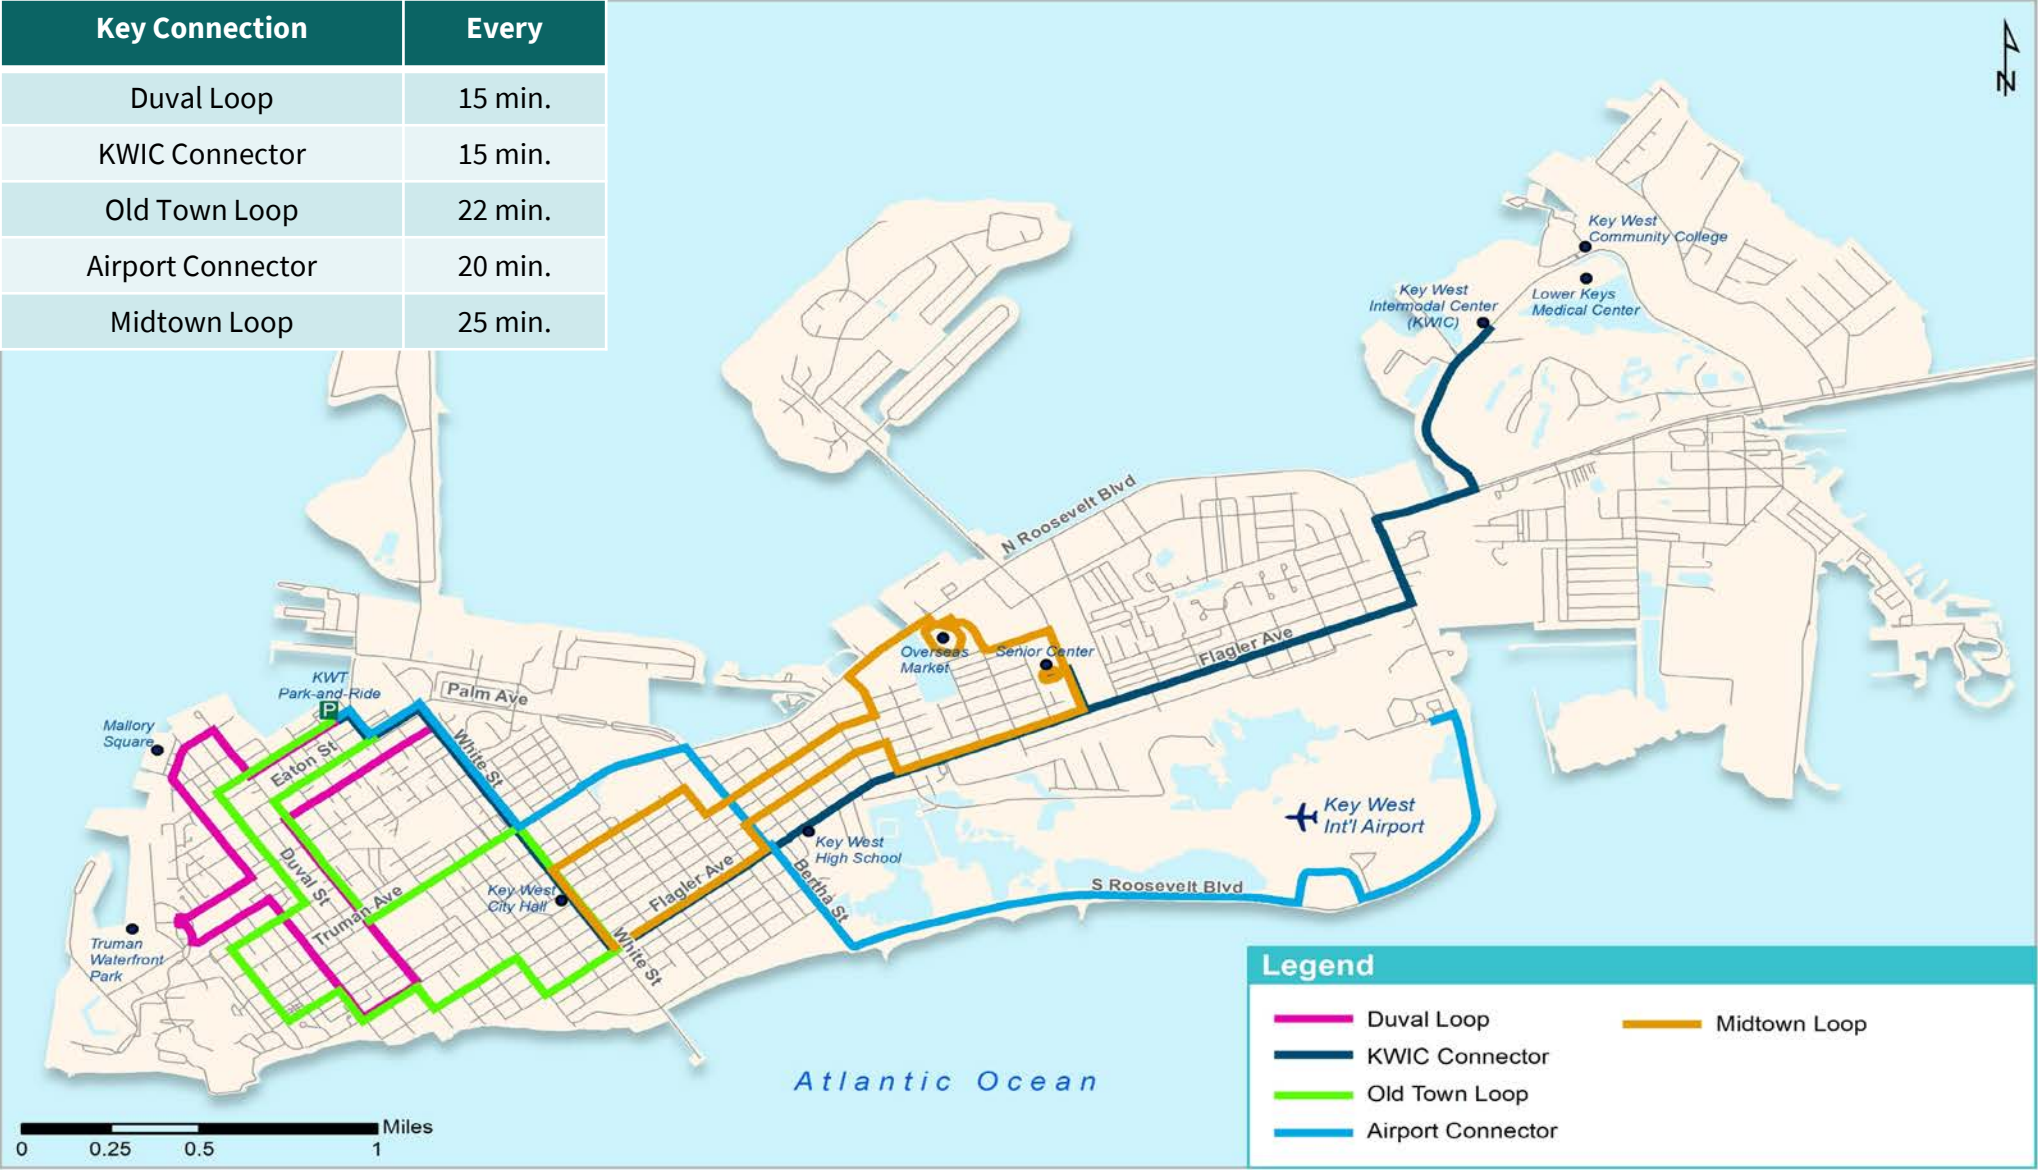 Key Connection Every
Duval Loop 15 min.
KWIC Connector 15 min.
Old Town Loop 22 min.
Airport Connector 20 min.
Midtown Loop 25 min.
N
Key West
Community College
Key West
Intermodal Center
(KWIC)
Lower Keys
Medical Center
N Roosevelt Blvd
Overseas
Market
Senior Center
Flagler Ave
KWT
Park-and-Ride
P
Palm Ave
Mallory
Square
Eaton St
White St
Key West
Int'l Airport
Key West
High School
Duval St
Truman Ave
Key West
City Hall
Flagler Ave
Bertha St
S Roosevelt Blvd
White St
Truman
Waterfront
Park
Atlantic Ocean
Miles
0 0.25 0.5 1
Legend
Duval Loop
KWIC Connector
Old Town Loop
Airport Connector
Midtown Loop